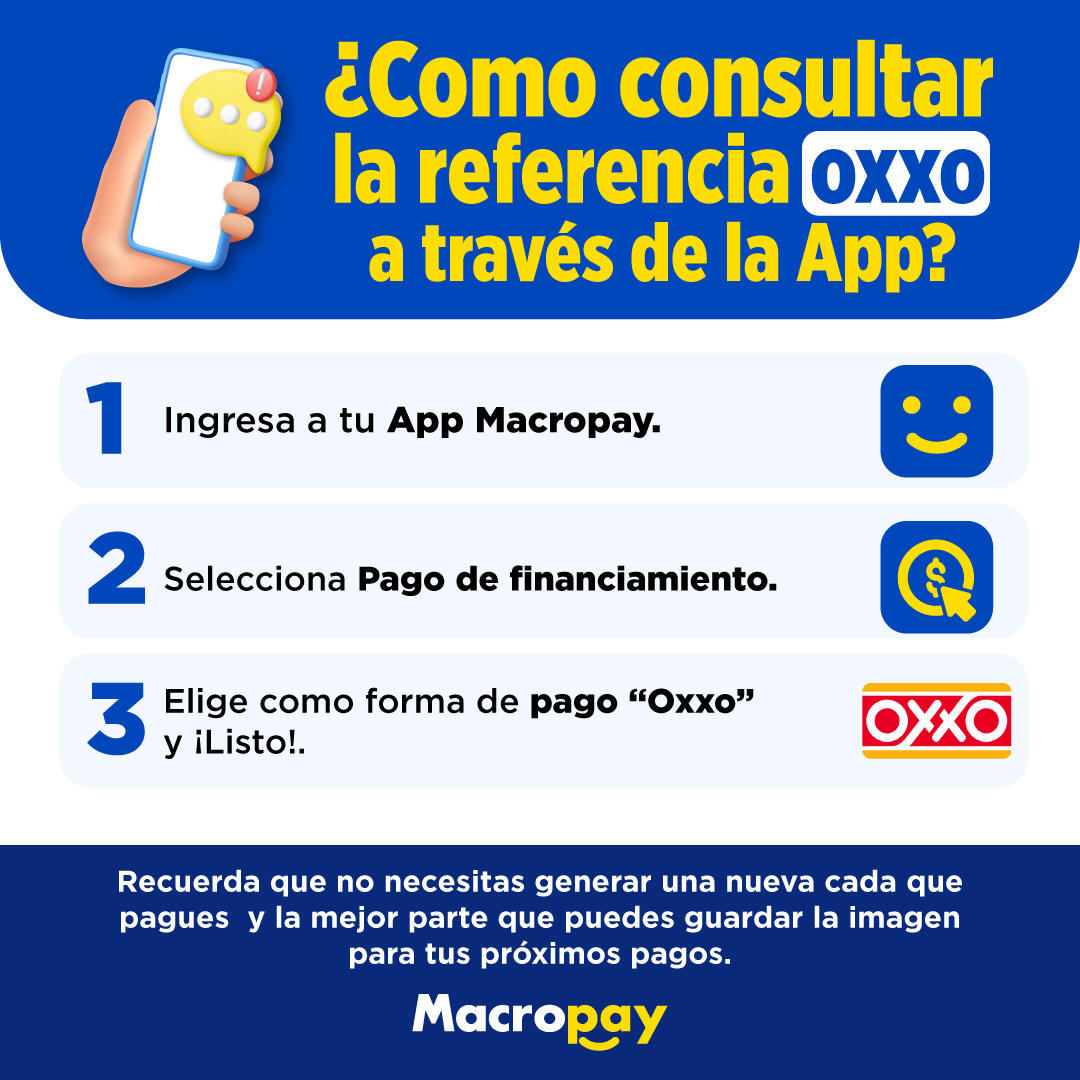 ¿Como consultar
la referencia OXXO
a través de la App?
1
Ingresa a tu App Macropay.
2
Selecciona Pago de financiamiento.
3
Elige como forma de pago “Oxxo”
y ¡Listo!.
OXXO
Recuerda que no necesitas generar una nueva cada que
pagues y la mejor parte que puedes guardar la imagen
para tus próximos pagos.
Macropay